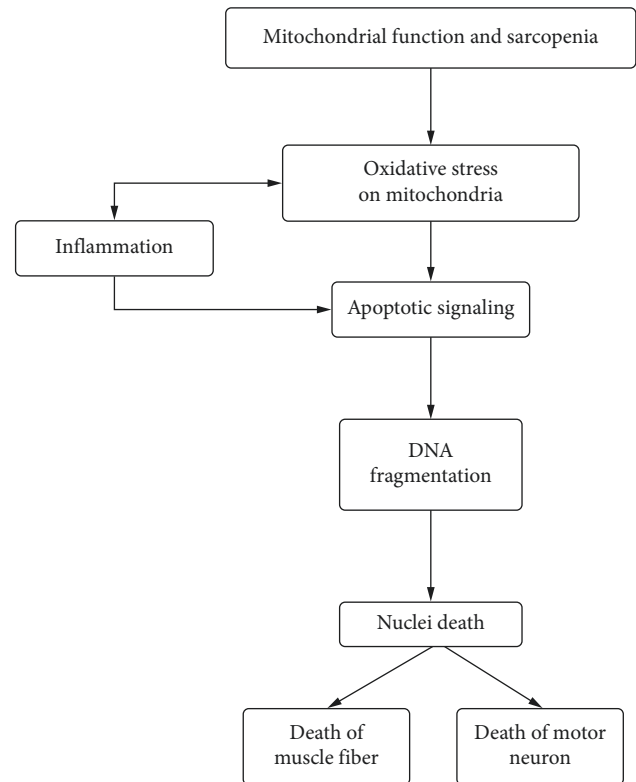 Mitochondrial function and sarcopenia
Oxidative stress
on mitochondria
Inflammation
Apoptotic signaling
DNA
fragmentation
Nuclei death
Death of
muscle fiber
Death of motor
neuron